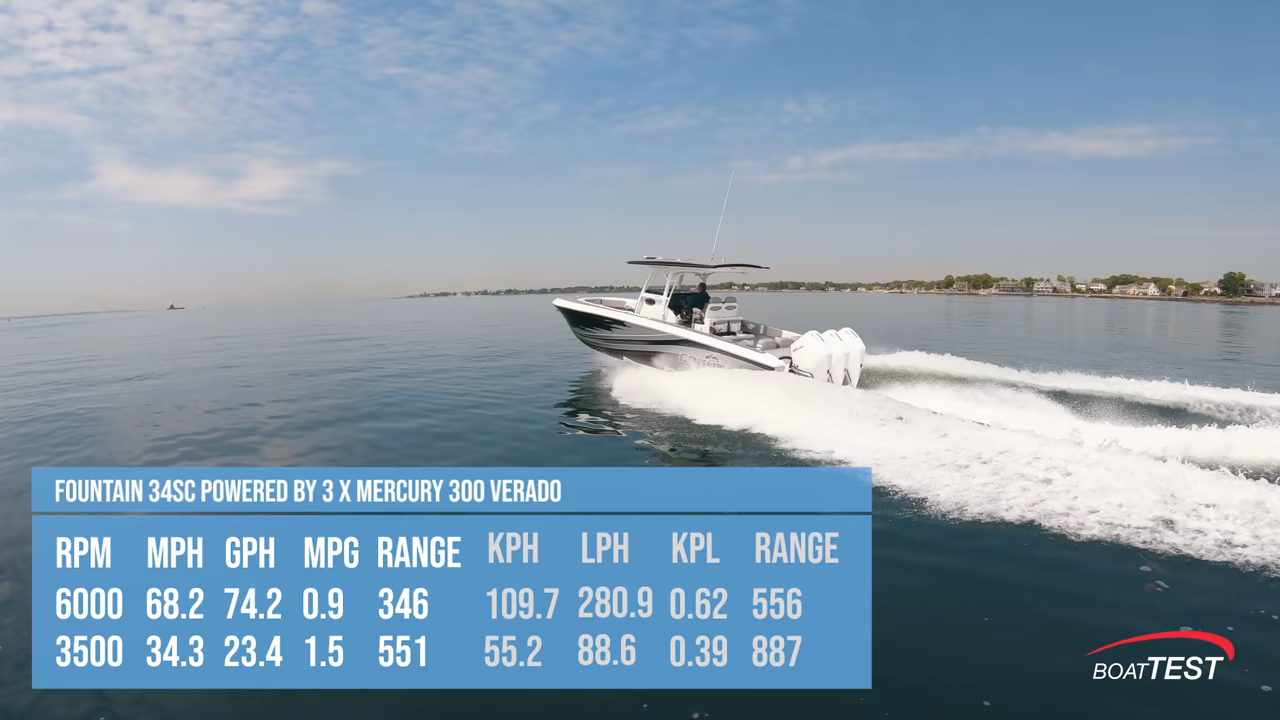 FOUNTAIN 34SC POWERED BY 3 X MERCURY 300 VERADO
RPM MPH GPH MPG RANGE KPH LPH KPL RANGE
6000 68.2 74.2 0.9 346 109.7 280.9 0.62 556
3500 34.3 23.4 1.5 551 55.2 88.6 0.39 887
BOATTEST